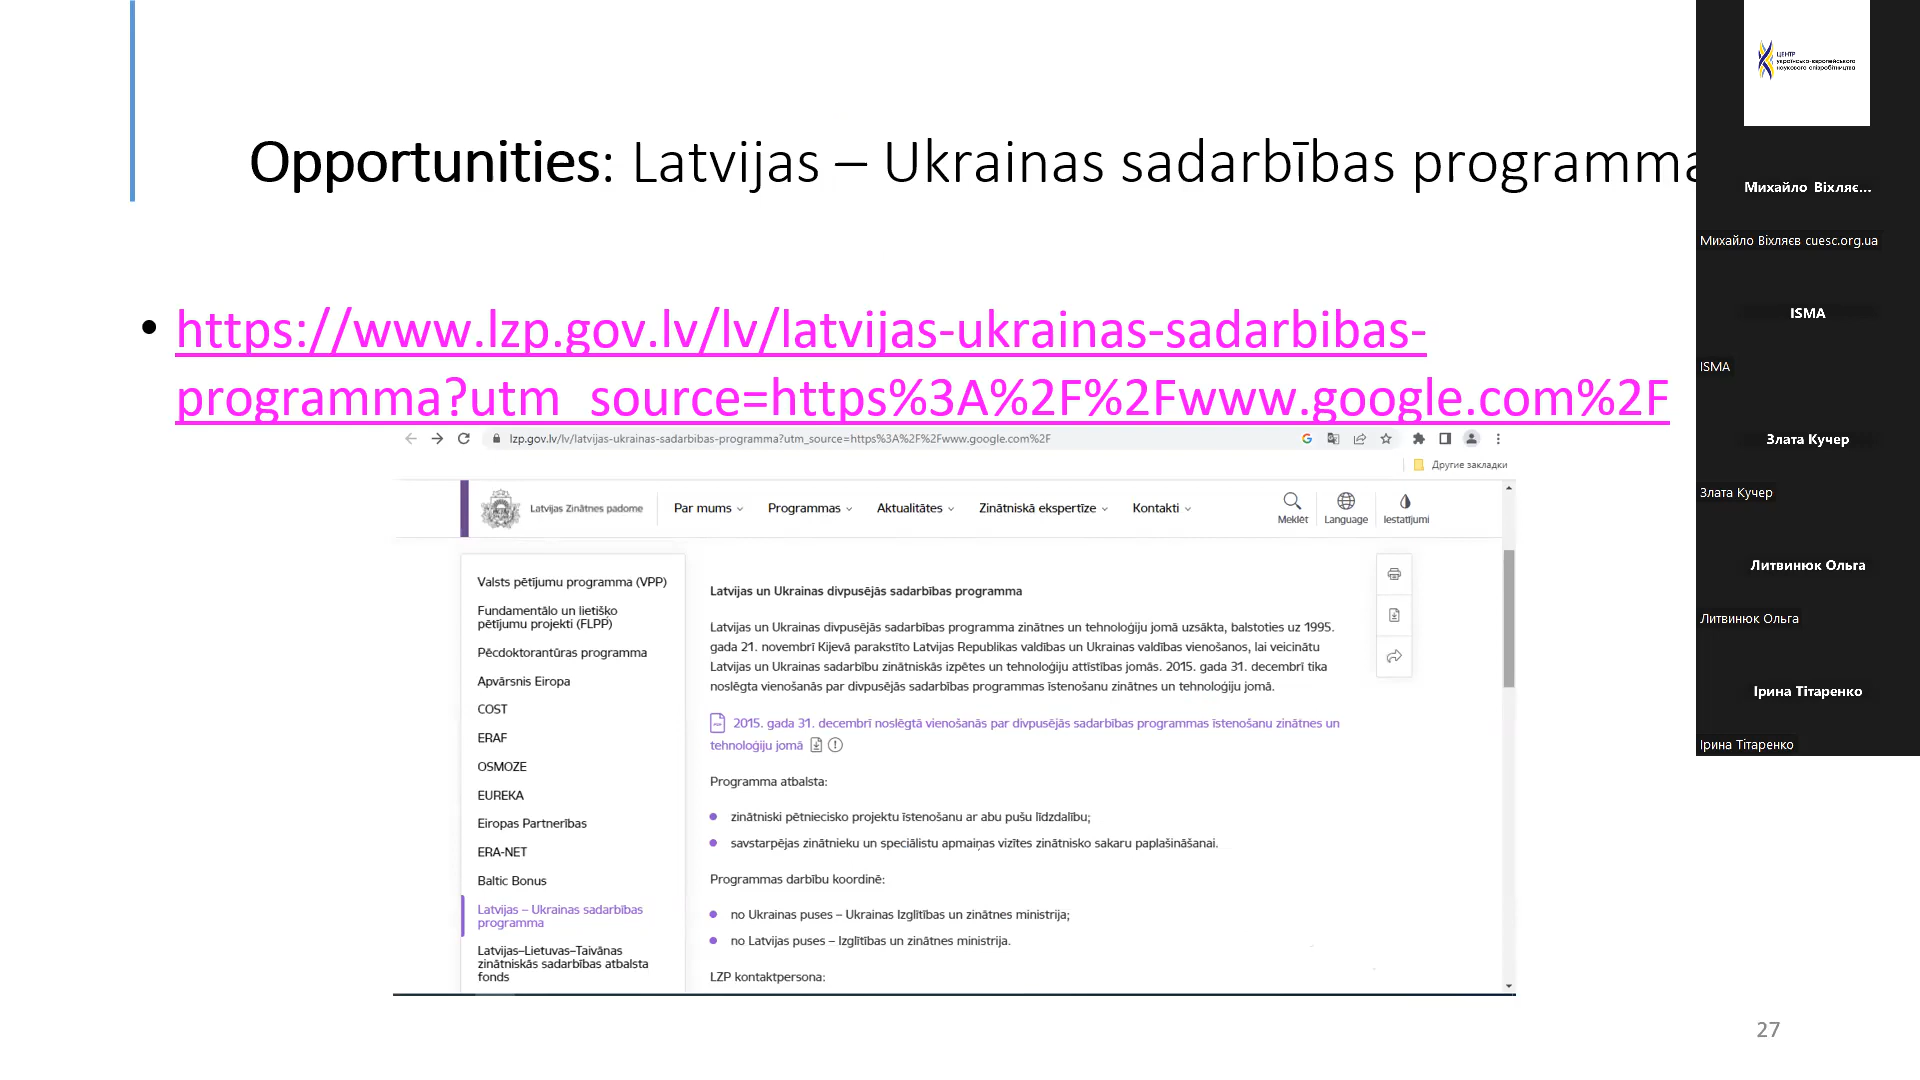 Opportunities: Latvijas – Ukrainas sadarbības programma
https://www.lzp.gov.lv/lv/latvijas-ukrainas-sadarbibas-
programma?utm_source=https%3A%2F%2Fwww.google.com%2F
lzp.gov.lv/lv/latvijas-ukrainas-sadarbibas-programma?utm_source=https%3A%2F%2Fwww.google.com%2F
Другие закладки
Latvijas Zinātnes padome
Par mums
Programmas
Aktualitātes
Zinātniskā ekspertīze
Kontakti
Meklēt
Language
Iestatījumi
Valsts pētījumu programma (VPP)
Fundamentālo un lietišķo
pētījumu projekti (FLPP)
Pēcdoktorantūras programma
Apvārsnis Eiropa
COST
ERAF
OSMOZE
EUREKA
Eiropas Partnerības
ERA-NET
Baltic Bonus
Latvijas – Ukrainas sadarbības
programma
Latvijas–Lietuvas–Taivānas
zinātniskās sadarbības atbalsta
fonds
Latvijas un Ukrainas divpusējās sadarbības programma
Latvijas un Ukrainas divpusējās sadarbības programma zinātnes un tehnoloģiju jomā uzsākta, balstoties uz 1995.
gada 21. novembrī Kijevā parakstīto Latvijas Republikas valdības un Ukrainas valdības vienošanos, lai veicinātu
Latvijas un Ukrainas sadarbību zinātniskās izpētes un tehnoloģiju attīstības jomās. 2015. gada 31. decembrī tika
noslēgta vienošanās par divpusējās sadarbības programmas īstenošanu zinātnes un tehnoloģiju jomā.
2015. gada 31. decembrī noslēgtā vienošanās par divpusējās sadarbības programmas īstenošanu zinātnes un
tehnoloģiju jomā
Programma atbalsta:
zinātniski pētniecisko projektu īstenošanu ar abu pušu līdzdalību;
savstarpējas zinātnieku un speciālistu apmaiņas vizītes zinātnisko sakaru paplašināšanai.
Programmas darbību koordinē:
no Ukrainas puses – Ukrainas Izglītības un zinātnes ministrija;
no Latvijas puses – Izglītības un zinātnes ministrija.
LZP kontaktpersona:
27
ЦЕНТР
українсько-європейського
наукового співробітництва
Михайло Віхляє...
Михайло Віхляєв cuesc.org.ua
ISMA
ISMA
Злата Кучер
Злата Кучер
Литвинюк Ольга
Литвинюк Ольга
Ірина Тітаренко
Ірина Тітаренко